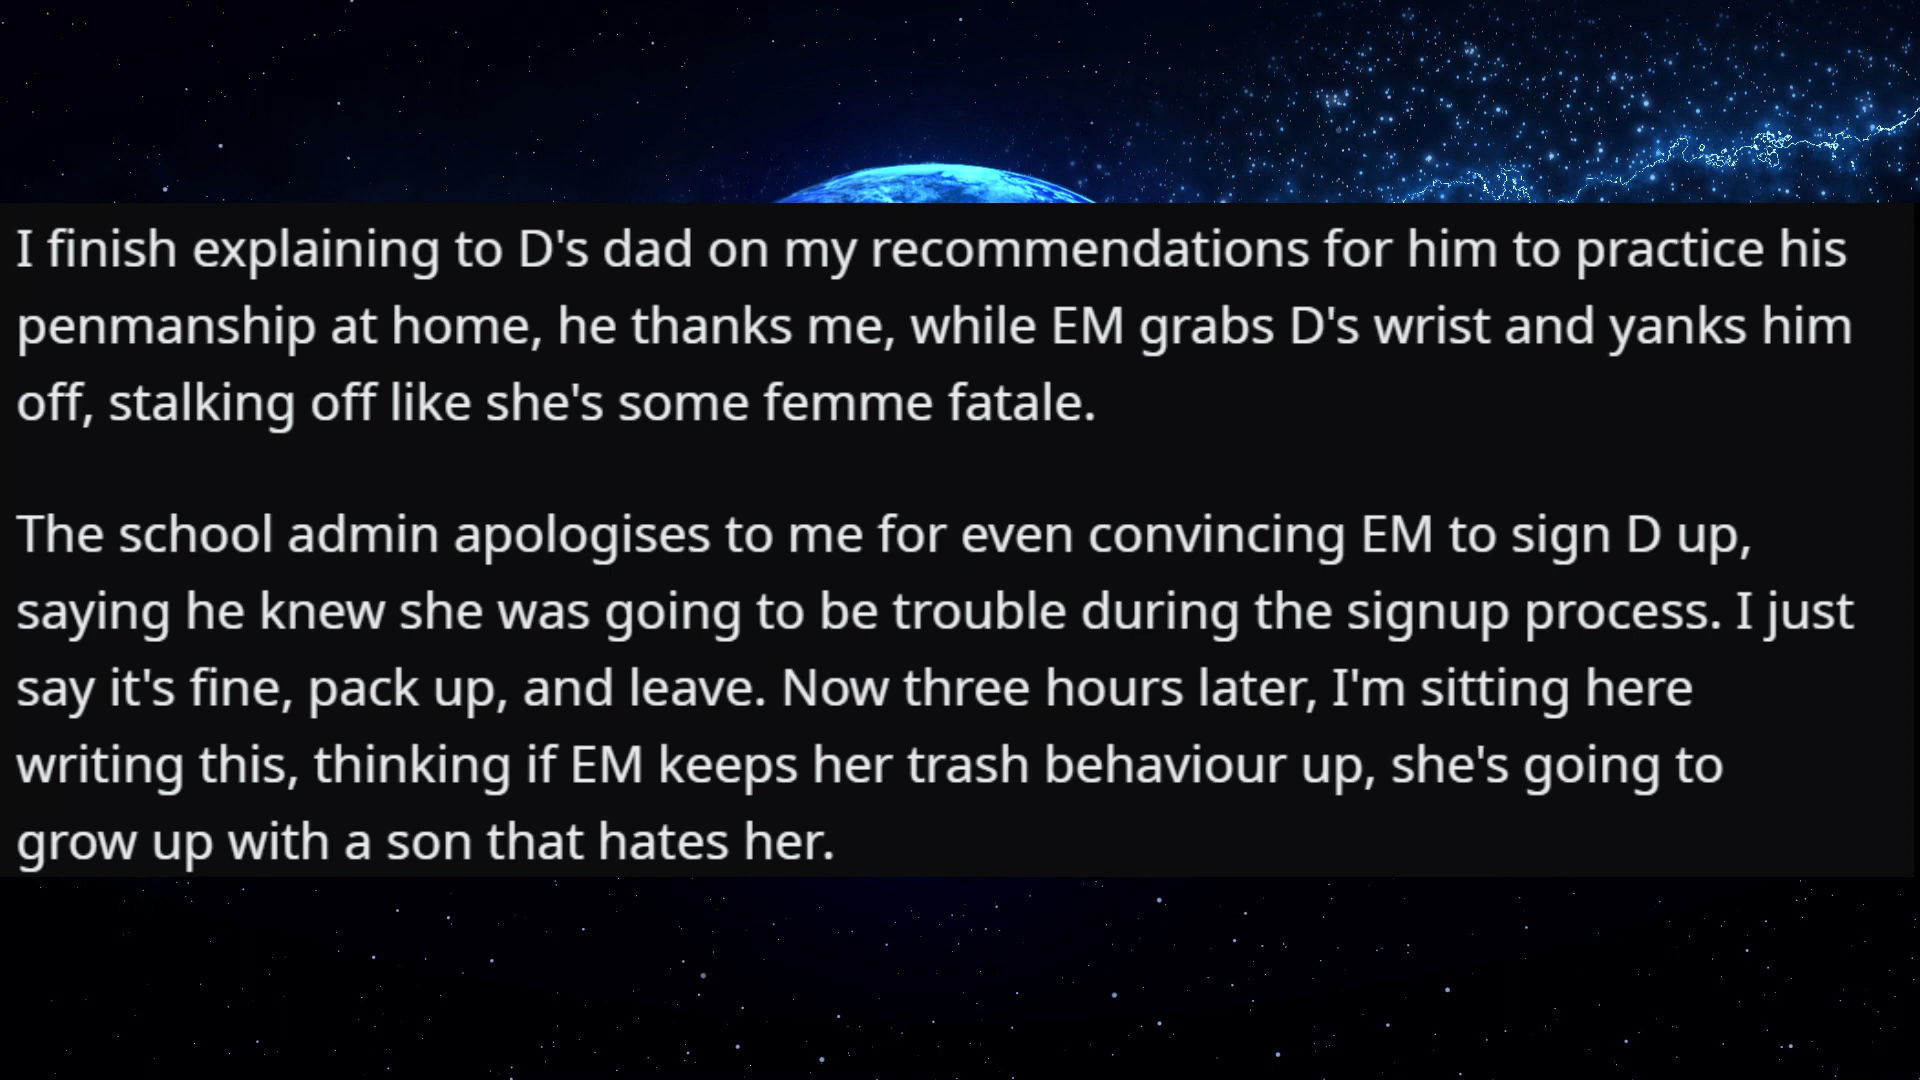 I finish explaining to D's dad on my recommendations for him to practice his
penmanship at home, he thanks me, while EM grabs D's wrist and yanks him
off, stalking off like she's some femme fatale.
The school admin apologises to me for even convincing EM to sign D up,
saying he knew she was going to be trouble during the signup process. I just
say it's fine, pack up, and leave. Now three hours later, I'm sitting here
writing this, thinking if EM keeps her trash behaviour up, she's going to
grow up with a son that hates her.